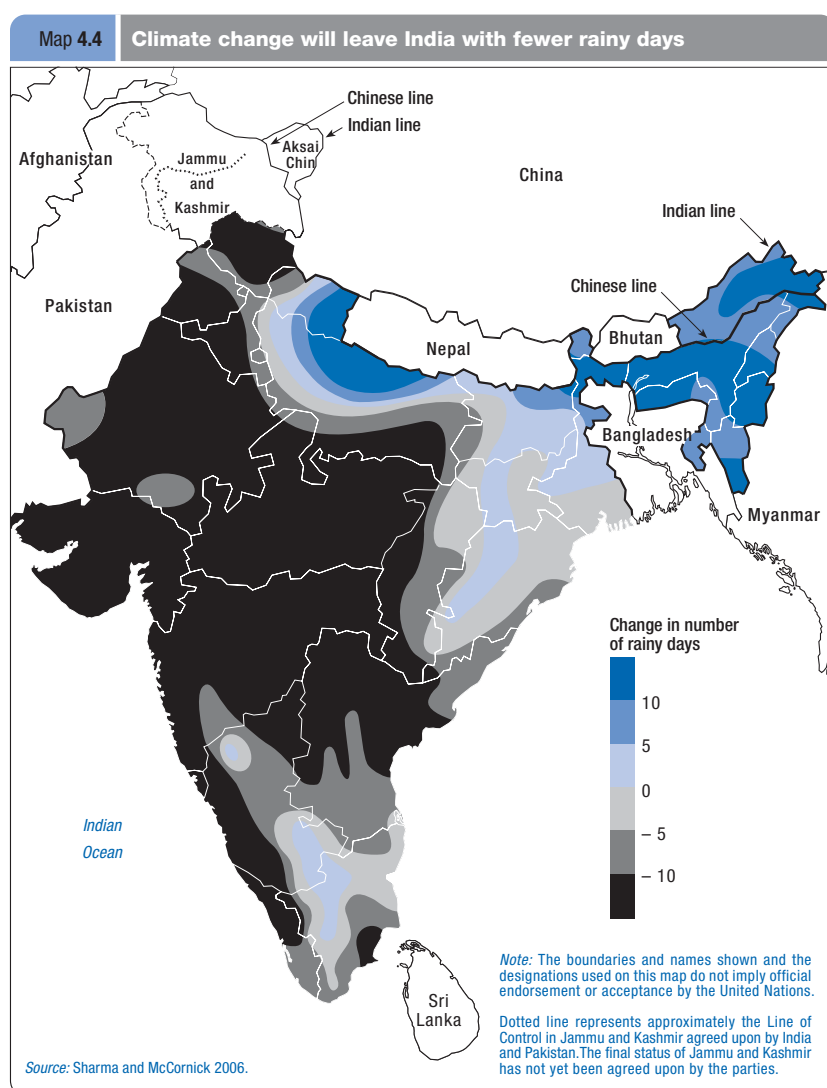 Map 4.4
Climate change will leave India with fewer rainy days
Chinese line
Indian line
Afghanistan
Aksai
Chin
Jammu
and
Kashmir
China
Indian line
Chinese line
Pakistan
Nepal
Bhutan
Bangladesh
Myanmar
Change in number
of rainy days
10
5
0
– 5
– 10
Indian
Ocean
Sri
Lanka
Note: The boundaries and names shown and the
designations used on this map do not imply official
endorsement or acceptance by the United Nations.
Dotted line represents approximately the Line of
Control in Jammu and Kashmir agreed upon by India
and Pakistan.The final status of Jammu and Kashmir
has not yet been agreed upon by the parties.
Source: Sharma and McCornick 2006.